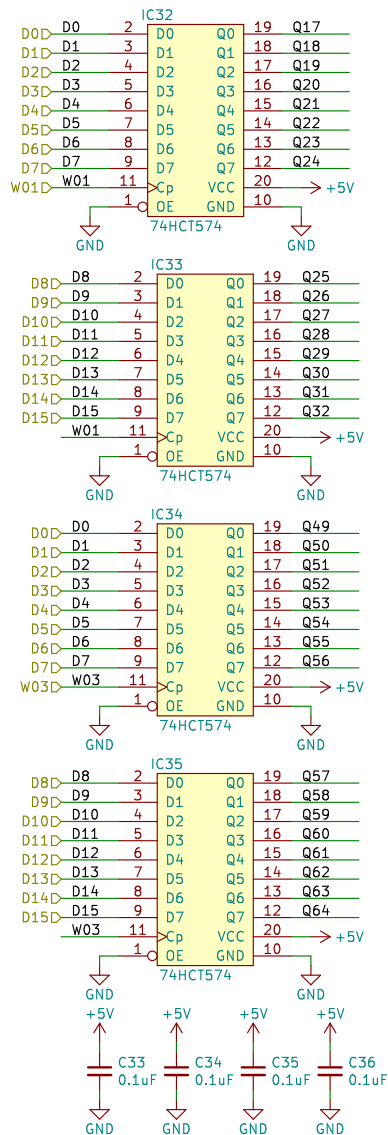 IC32
D0 D0 2 D0 Q0 19 Q17
D1 D1 3 D1 Q1 18 Q18
D2 D2 4 D2 Q2 17 Q19
D3 D3 5 D3 Q3 16 Q20
D4 D4 6 D4 Q4 15 Q21
D5 D5 7 D5 Q5 14 Q22
D6 D6 8 D6 Q6 13 Q23
D7 D7 9 D7 Q7 12 Q24
W01 W01 11 Cp VCC 20 +5V
1 OE GND 10
GND 74HCT574 GND
IC33
D8 D8 2 D0 Q0 19 Q25
D9 D9 3 D1 Q1 18 Q26
D10 D10 4 D2 Q2 17 Q27
D11 D11 5 D3 Q3 16 Q28
D12 D12 6 D4 Q4 15 Q29
D13 D13 7 D5 Q5 14 Q30
D14 D14 8 D6 Q6 13 Q31
D15 D15 9 D7 Q7 12 Q32
W01 11 Cp VCC 20 +5V
1 OE GND 10
GND 74HCT574 GND
IC34
D0 D0 2 D0 Q0 19 Q49
D1 D1 3 D1 Q1 18 Q50
D2 D2 4 D2 Q2 17 Q51
D3 D3 5 D3 Q3 16 Q52
D4 D4 6 D4 Q4 15 Q53
D5 D5 7 D5 Q5 14 Q54
D6 D6 8 D6 Q6 13 Q55
D7 D7 9 D7 Q7 12 Q56
W03 W03 11 Cp VCC 20 +5V
1 OE GND 10
GND 74HCT574 GND
IC35
D8 D8 2 D0 Q0 19 Q57
D9 D9 3 D1 Q1 18 Q58
D10 D10 4 D2 Q2 17 Q59
D11 D11 5 D3 Q3 16 Q60
D12 D12 6 D4 Q4 15 Q61
D13 D13 7 D5 Q5 14 Q62
D14 D14 8 D6 Q6 13 Q63
D15 D15 9 D7 Q7 12 Q64
W03 11 Cp VCC 20 +5V
1 OE GND 10
GND 74HCT574 GND
+5V +5V +5V +5V
C33 C34 C35 C36
0.1uF 0.1uF 0.1uF 0.1uF
GND GND GND GND